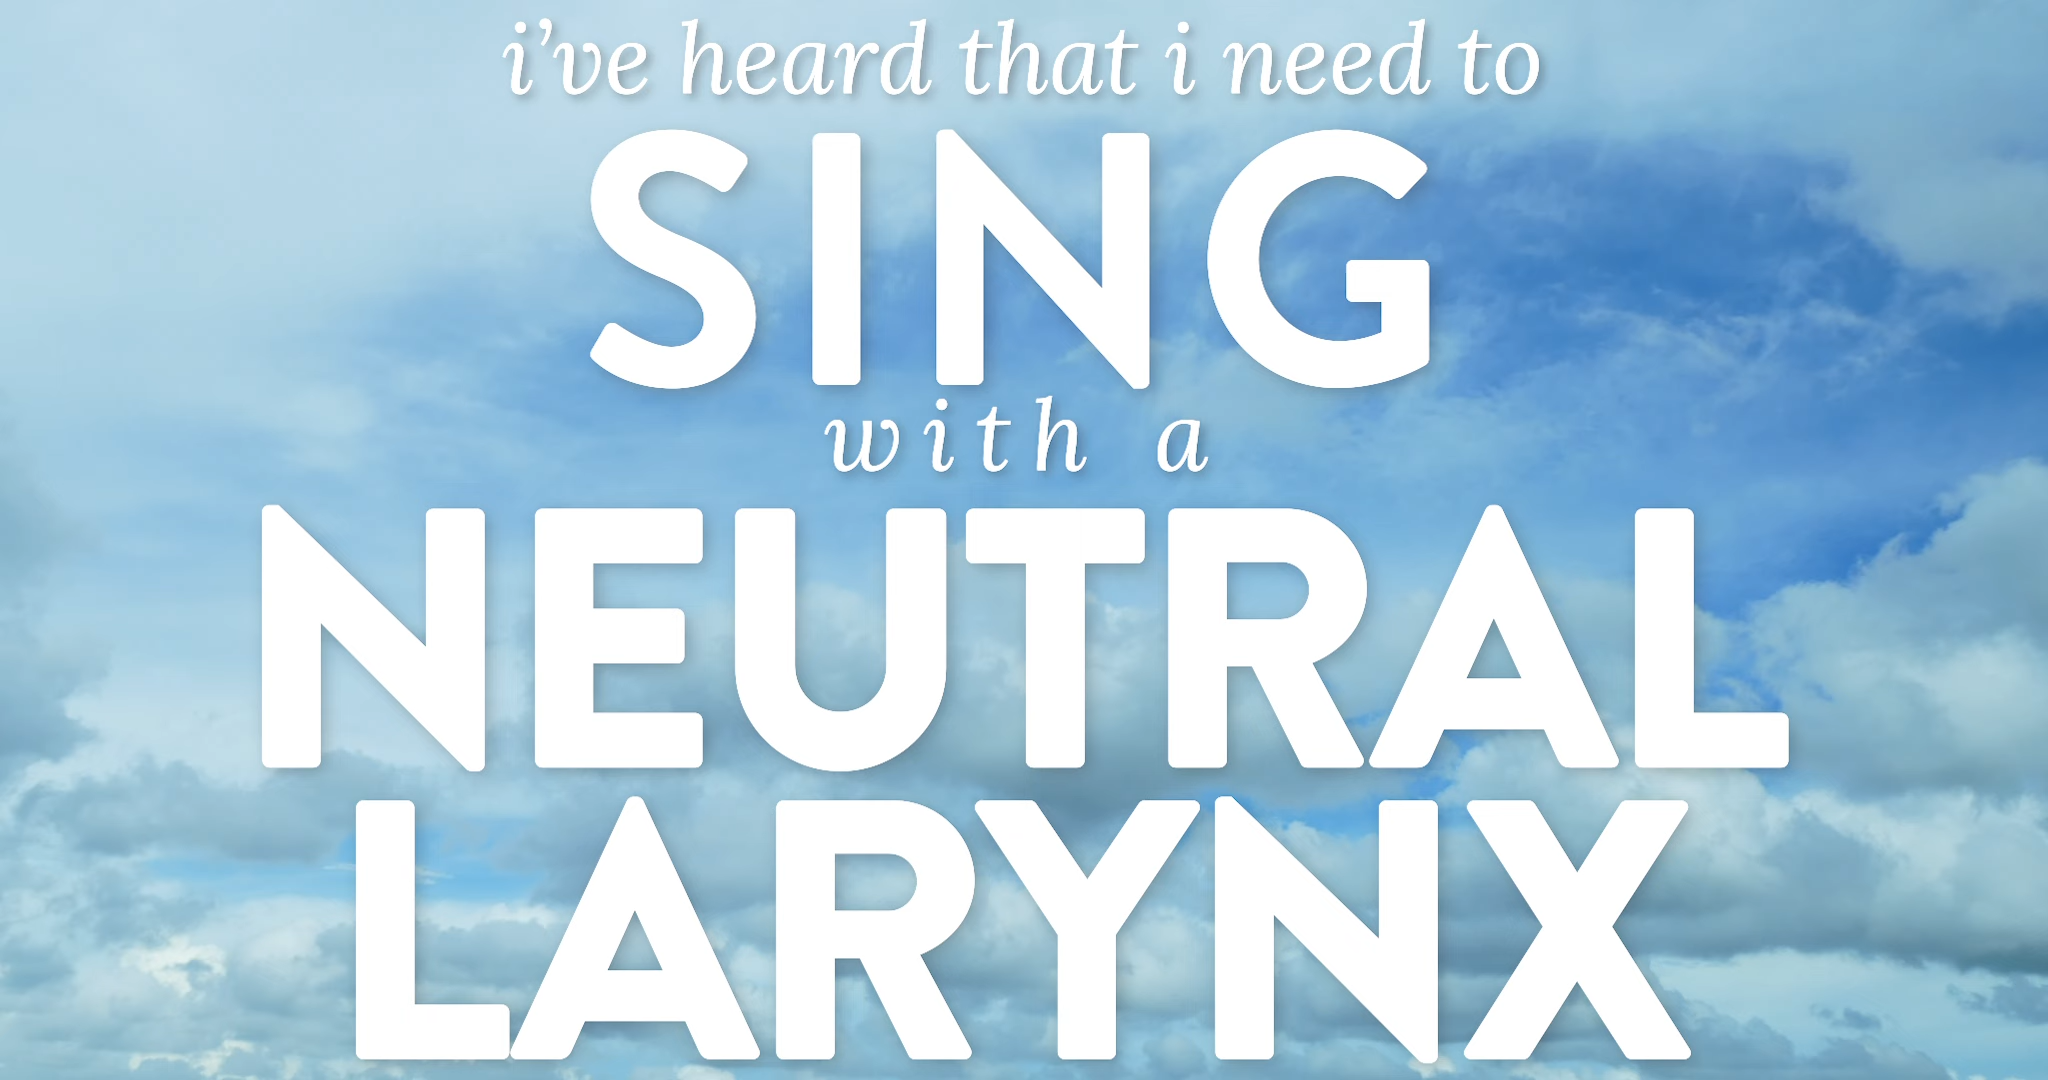 i’ve heard that i need to
SING
with a
NEUTRAL
LARYNX